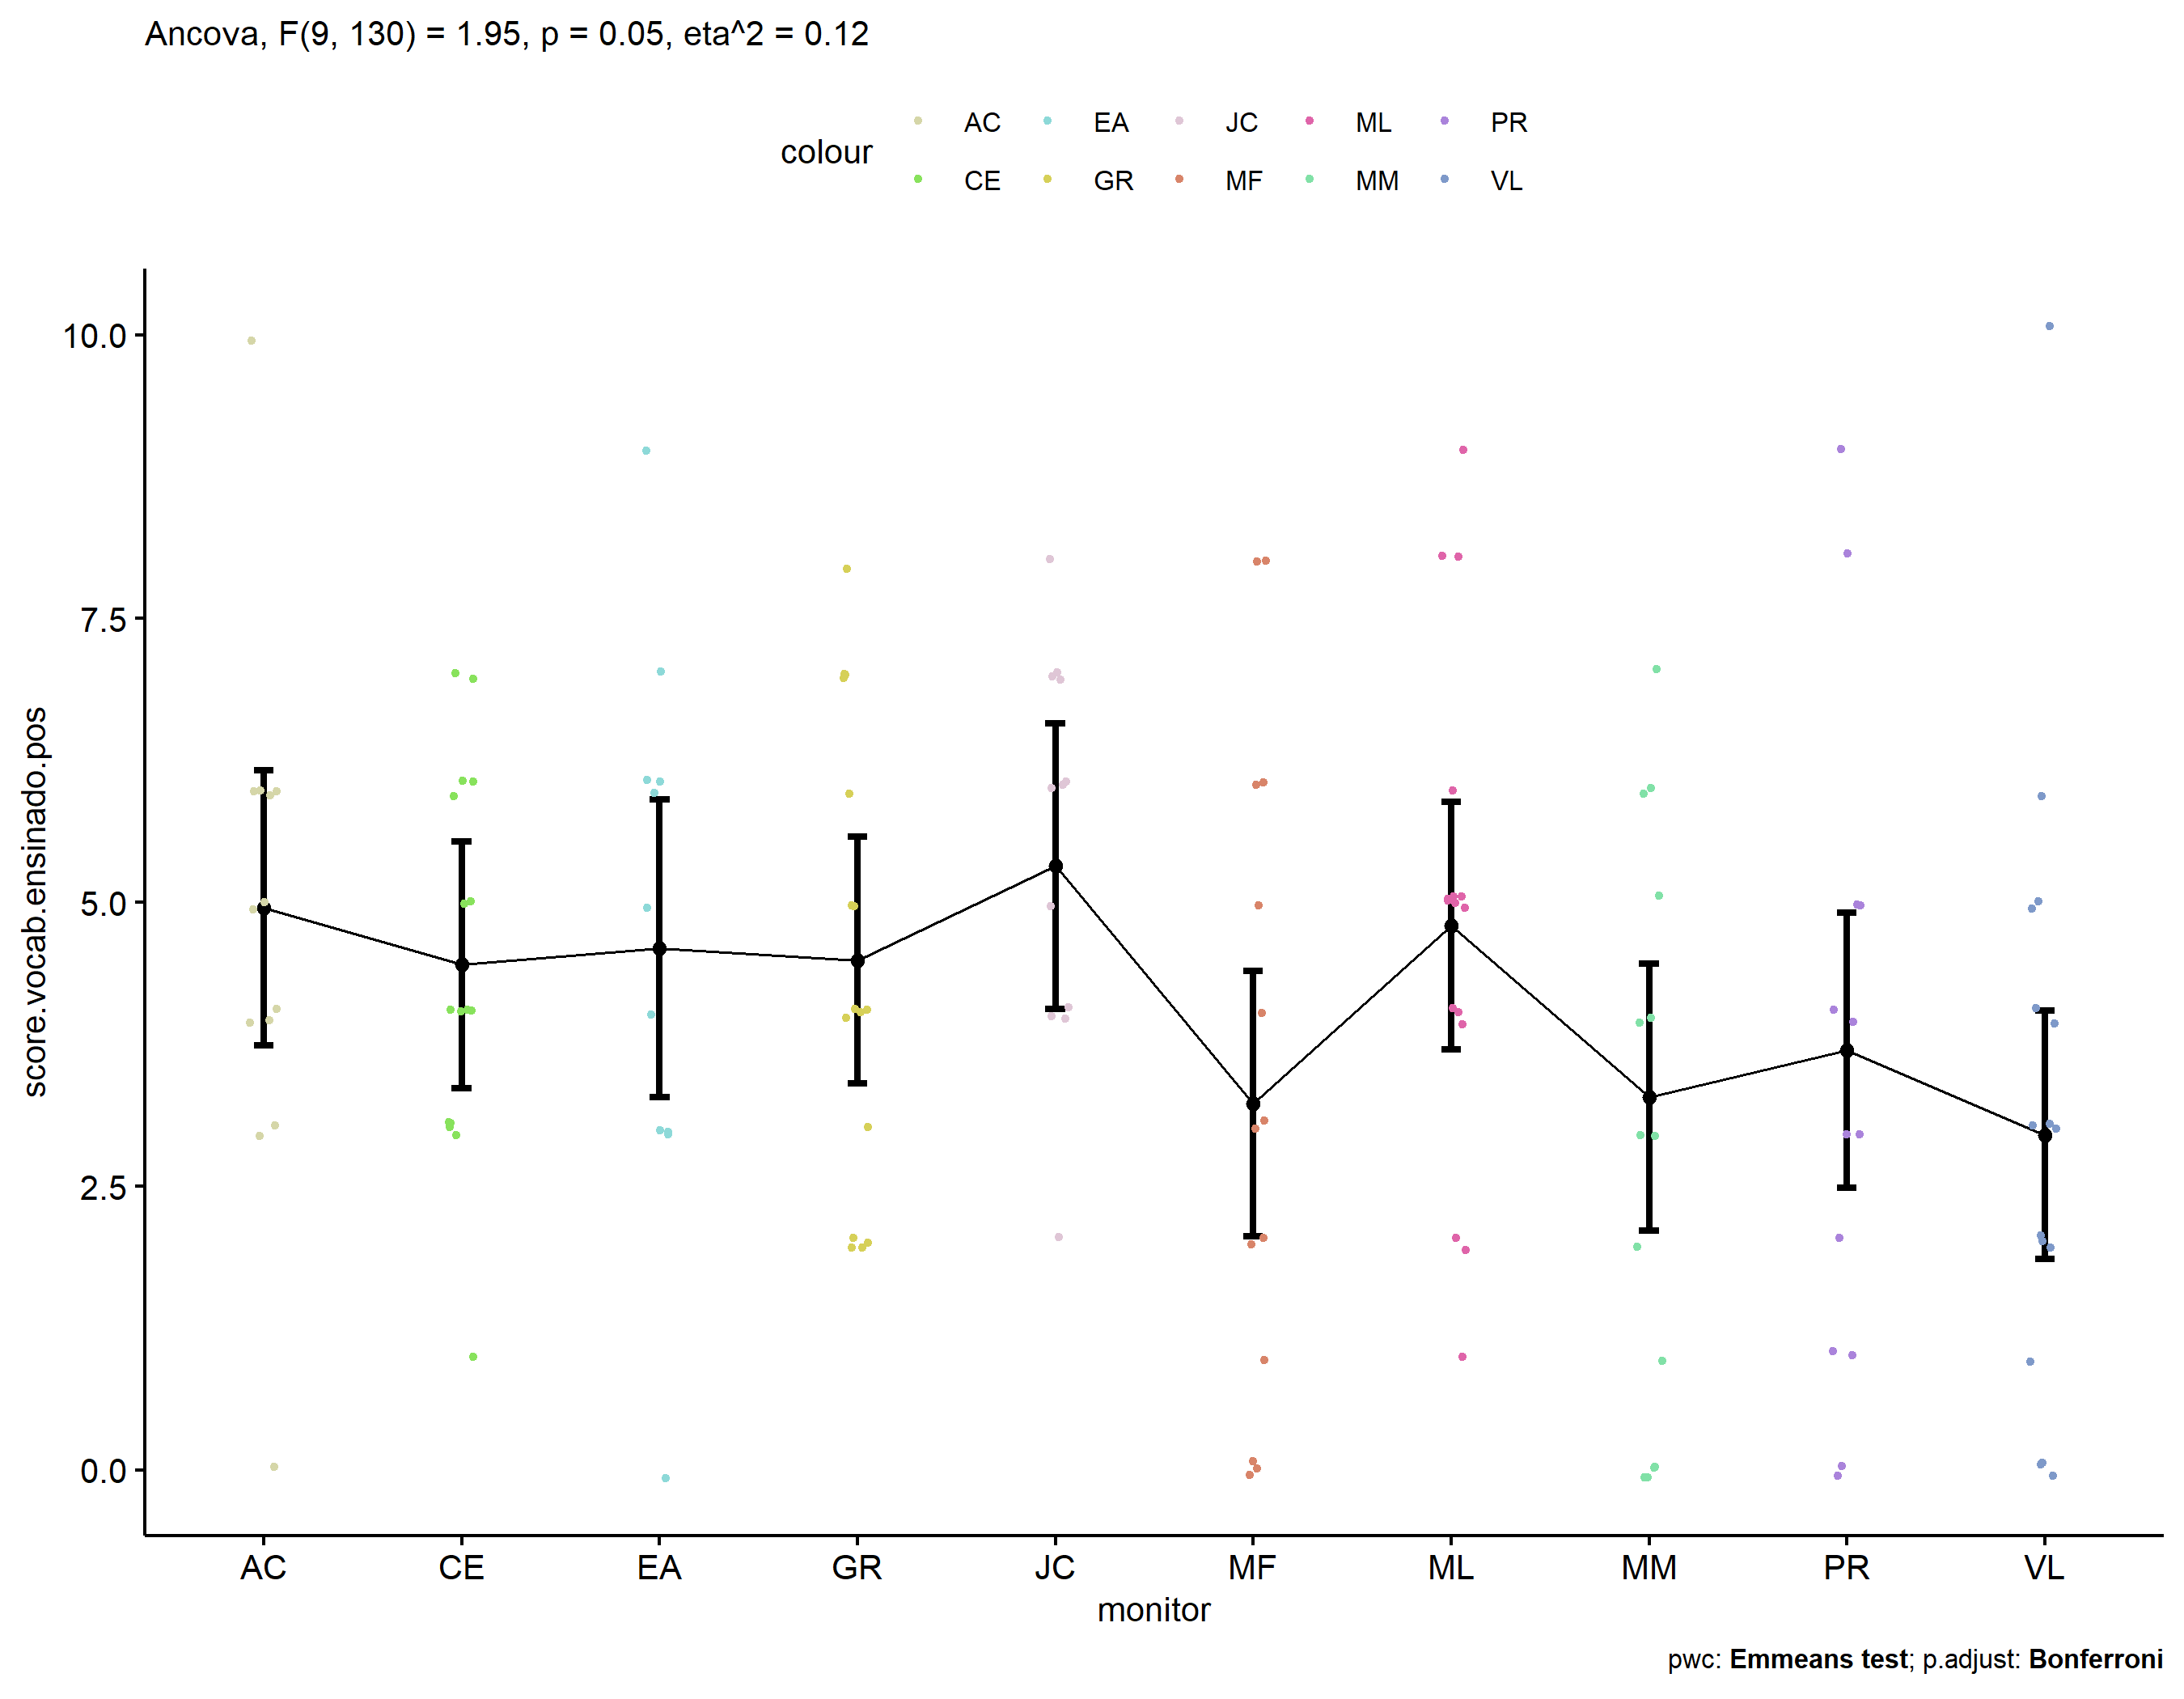 Ancova, F(9, 130) = 1.95, p = 0.05, eta^2 = 0.12
colour
AC EA JC ML PR
CE GR MF MM VL
score.vocab.ensinado.pos
10.0
7.5
5.0
2.5
0.0
AC CE EA GR JC MF ML MM PR VL
monitor
pwc: Emmeans test; p.adjust: Bonferroni